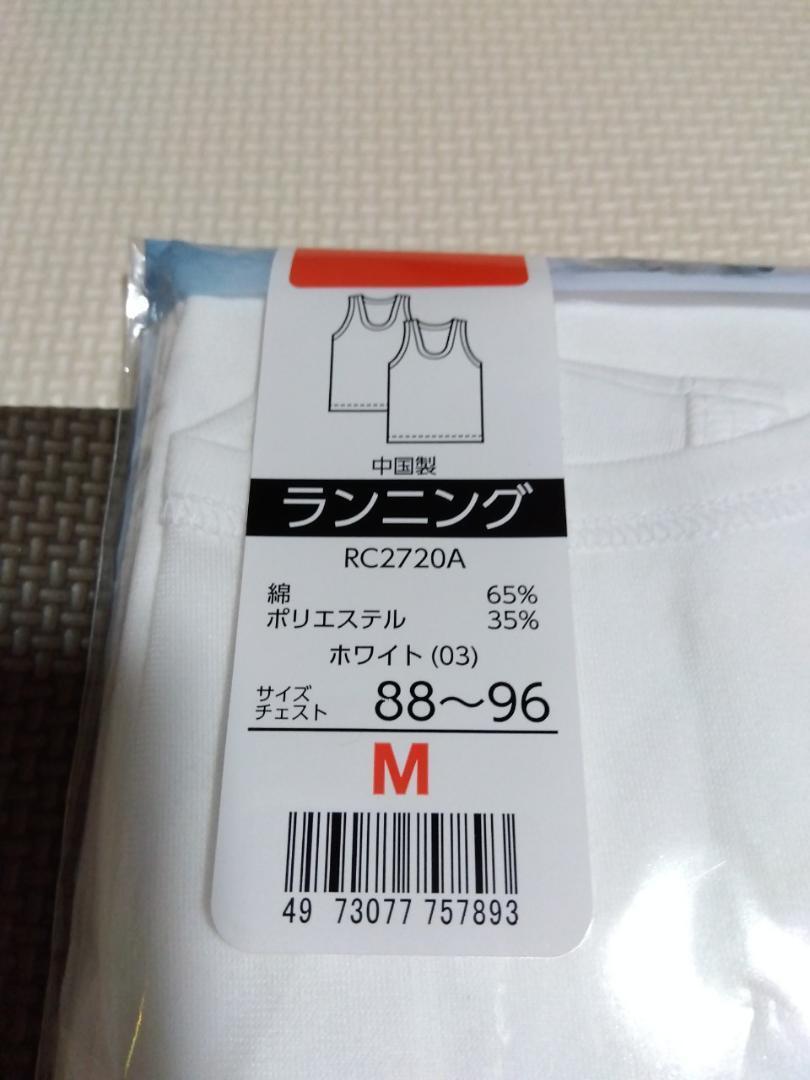 中国製
ランニング
RC2720A
綿 65%
ポリエステル 35%
ホワイト(03)
サイズ
チェスト 88〜96
M
49 73077 757893